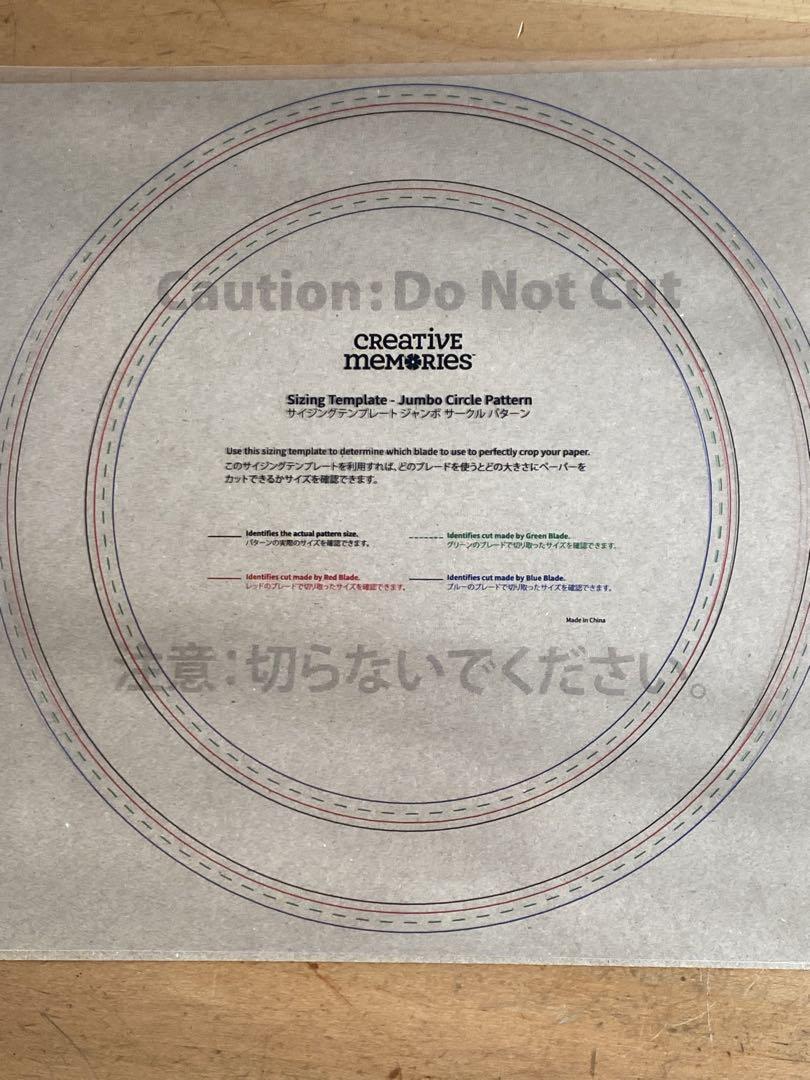 Caution：Do Not Cut
CREATIVE
MEMORIES™
Sizing Template - Jumbo Circle Pattern
サイジングテンプレート ジャンボ サークル パターン
Use this sizing template to determine which blade to use to perfectly crop your paper.
このサイジングテンプレートを利用すれば、どのブレードを使うとどの大きさにペーパーを
カットできるかサイズを確認できます。
Identifies the actual pattern size.
パターンの実際のサイズを確認できます。
Identifies cut made by Green Blade.
グリーンのブレードで切り取ったサイズを確認できます。
Identifies cut made by Red Blade.
レッドのブレードで切り取ったサイズを確認できます。
Identifies cut made by Blue Blade.
ブルーのブレードで切り取ったサイズを確認できます。
Made in China
注意：切らないでください。